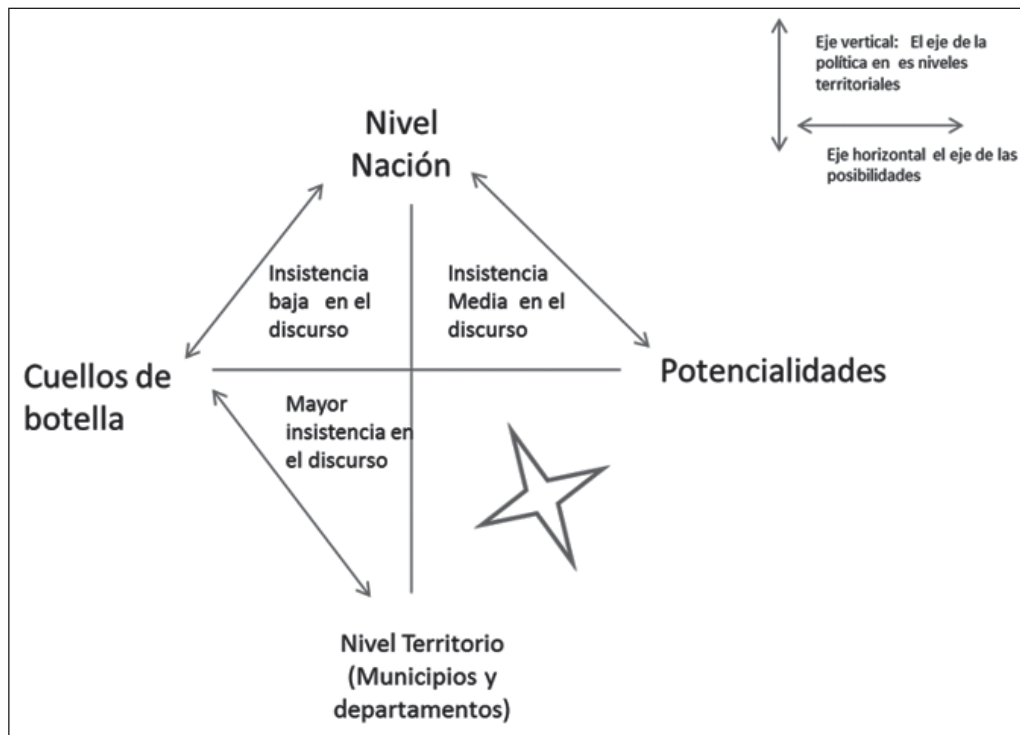 Eje vertical: El eje de la
política en es niveles
territoriales
Eje horizontal el eje de las
posibilidades
Nivel
Nación
Insistencia
baja en el
discurso
Insistencia
Media en el
discurso
Cuellos de
botella
Potencialidades
Mayor
insistencia en
el discurso
Nivel Territorio
(Municipios y
departamentos)